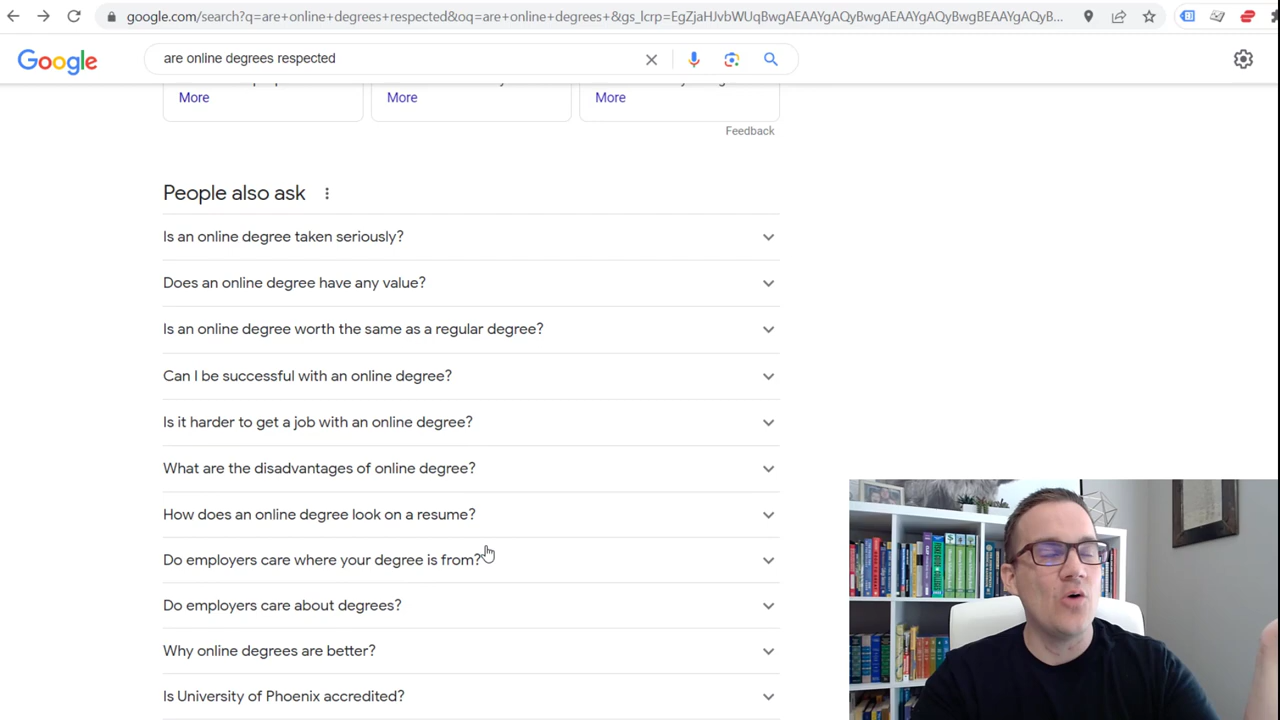 google.com/search?q=are+online+degrees+respected&oq=are+online+degrees+&gs_lcrp=EgZjaHJvbWUqBwgAEAAYgAQyBwgAEAAYgAQyBwgBEAAYgAQyB...
Google
are online degrees respected
More
More
More
Feedback
People also ask
Is an online degree taken seriously?
Does an online degree have any value?
Is an online degree worth the same as a regular degree?
Can I be successful with an online degree?
Is it harder to get a job with an online degree?
What are the disadvantages of online degree?
How does an online degree look on a resume?
Do employers care where your degree is from?
Do employers care about degrees?
Why online degrees are better?
Is University of Phoenix accredited?